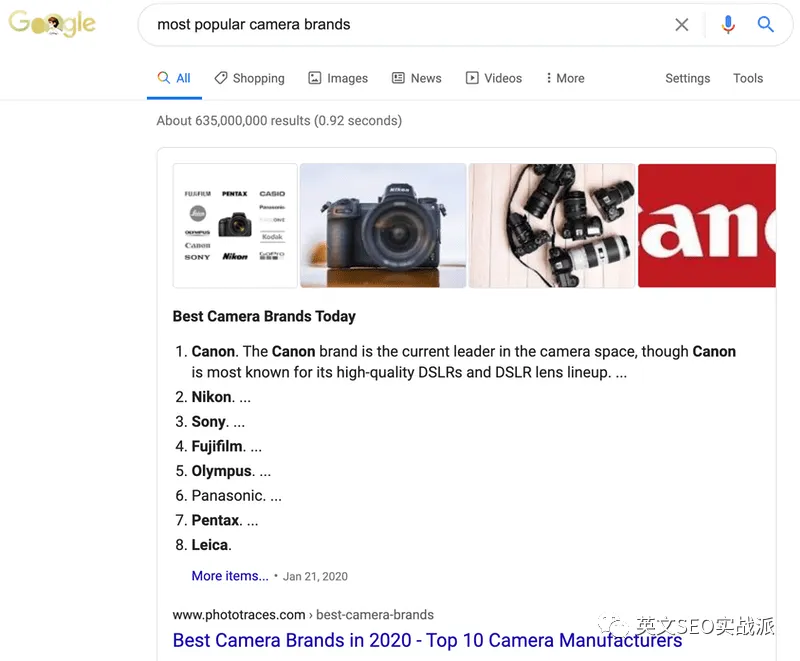 Google
most popular camera brands
All Shopping Images News Videos More Settings Tools
About 635,000,000 results (0.92 seconds)
FUJIFILM PENTAX CASIO
Leica Panasonic
OLYMPUS Kodak
Canon GoPro
SONY Nikon
Nikon
Canon
Best Camera Brands Today
1. Canon. The Canon brand is the current leader in the camera space, though Canon
is most known for its high-quality DSLRs and DSLR lens lineup. ...
2. Nikon. ...
3. Sony. ...
4. Fujifilm. ...
5. Olympus. ...
6. Panasonic. ...
7. Pentax. ...
8. Leica.
More items... • Jan 21, 2020
www.phototraces.com › best-camera-brands
Best Camera Brands in 2020 - Top 10 Camera Manufacturers
英文SEO实战派